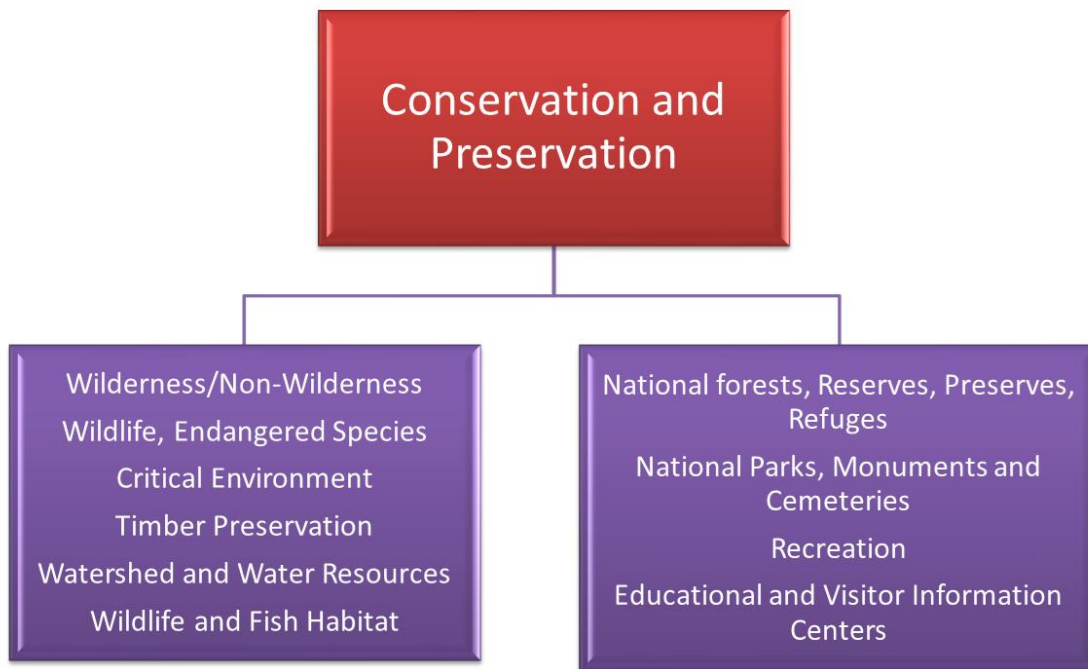 Conservation and
Preservation
Wilderness/Non-Wilderness
Wildlife, Endangered Species
Critical Environment
Timber Preservation
Watershed and Water Resources
Wildlife and Fish Habitat
National forests, Reserves, Preserves,
Refuges
National Parks, Monuments and
Cemeteries
Recreation
Educational and Visitor Information
Centers